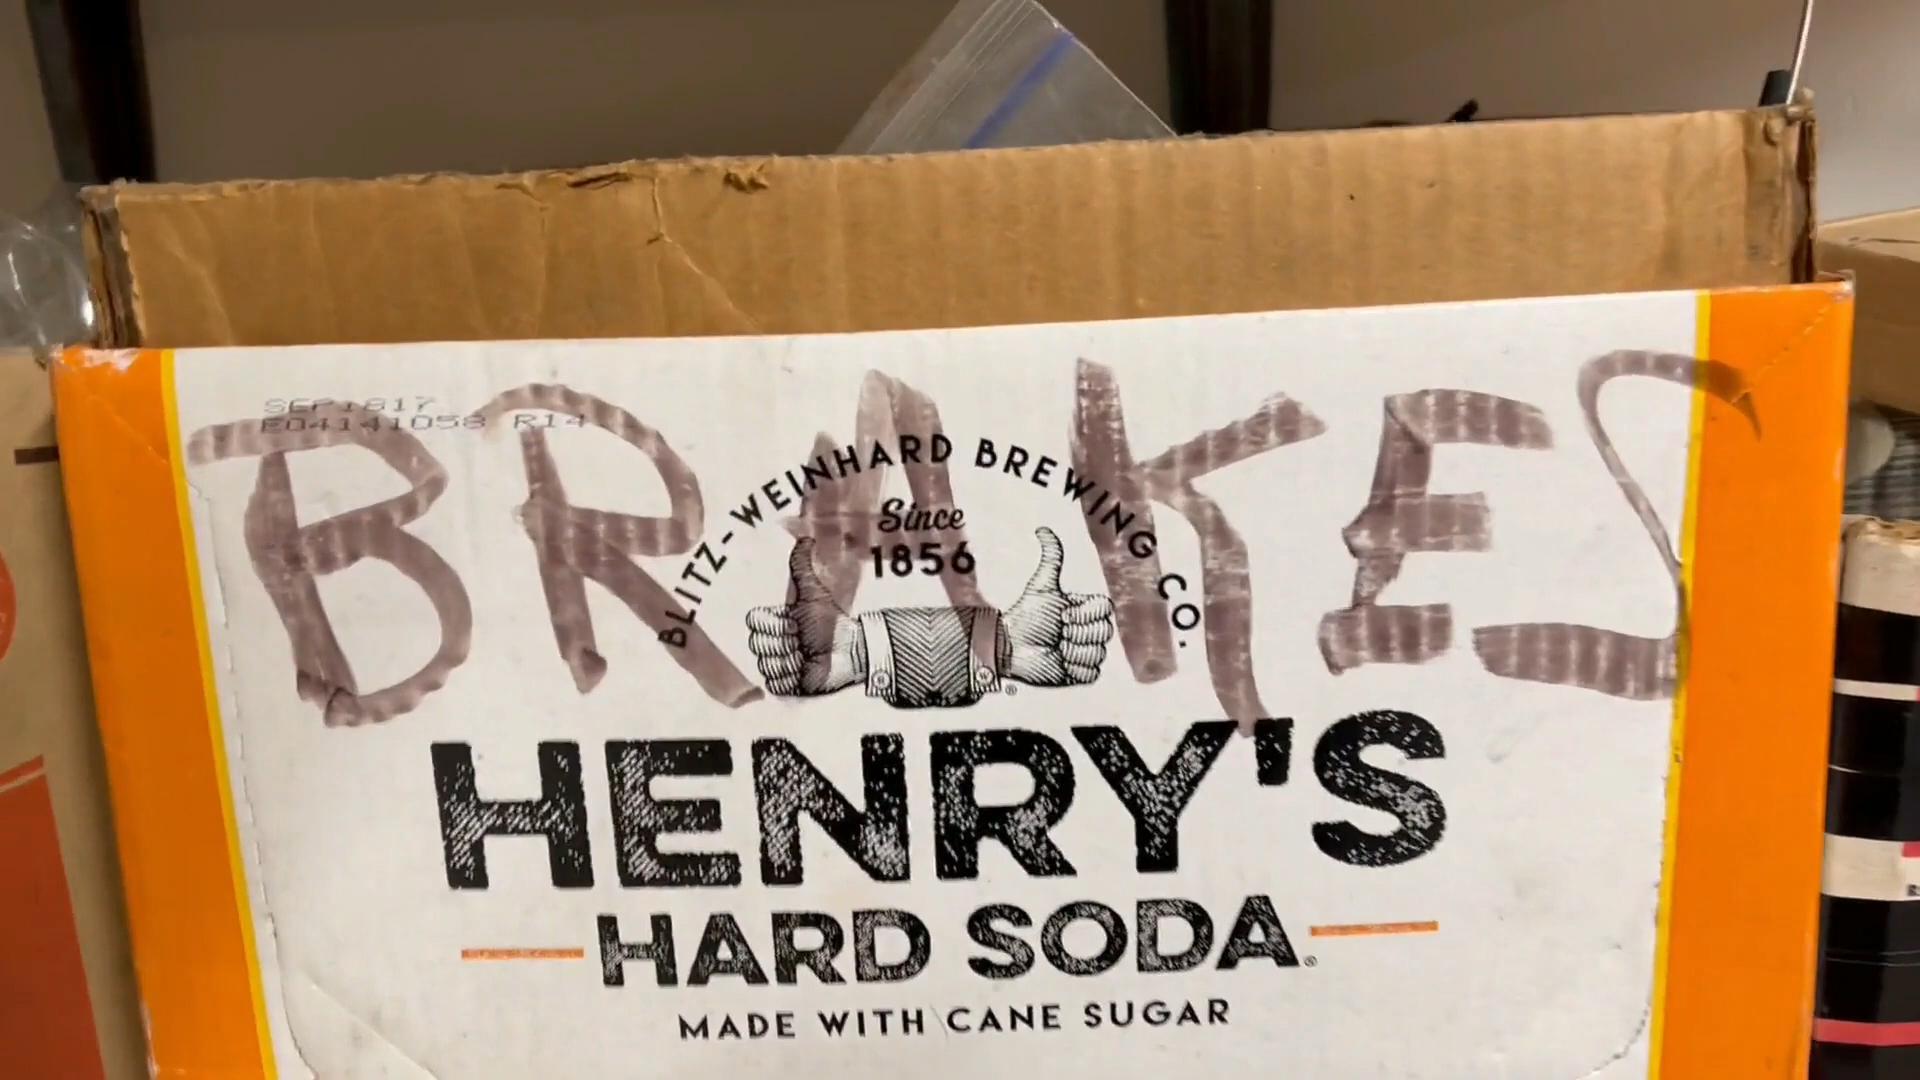 SEP1817
E04141058 R14
BRAKES
BLITZ-WEINHARD BREWING CO.
Since
1856
HENRY'S
HARD SODA
MADE WITH CANE SUGAR